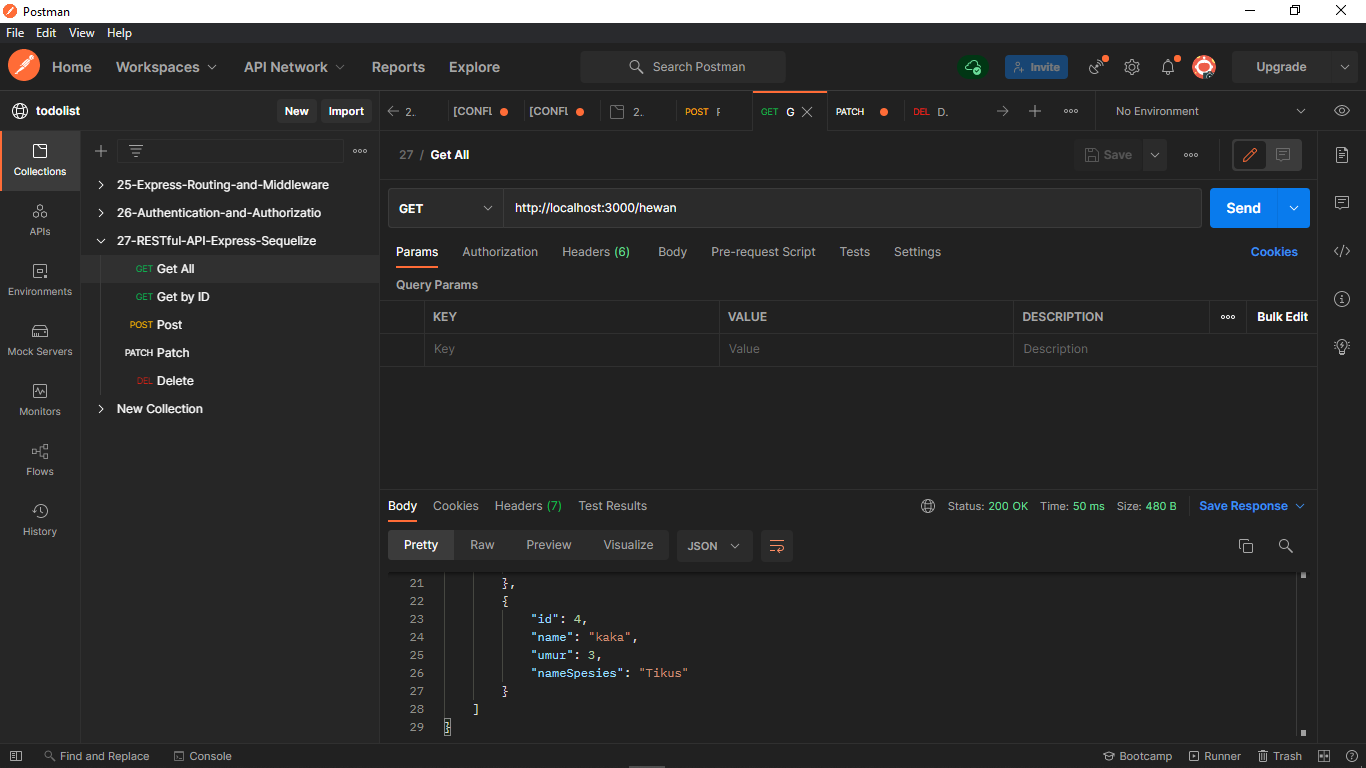 Postman
File Edit View Help
Home Workspaces API Network Reports Explore Search Postman Invite Upgrade
todolist New Import
2.. [CONFL [CONFL 2. POST GET G PATCH DEL D. No Environment
Collections
APIs
Environments
Mock Servers
Monitors
Flows
History
25-Express-Routing-and-Middleware
26-Authentication-and-Authorizatio
27-RESTful-API-Express-Sequelize
GET Get All
GET Get by ID
POST Post
PATCH Patch
DEL Delete
New Collection
27 / Get All Save
GET http://localhost:3000/hewan Send
Params Authorization Headers (6) Body Pre-request Script Tests Settings Cookies
Query Params
KEY VALUE DESCRIPTION Bulk Edit
Key Value Description
Body Cookies Headers (7) Test Results Status: 200 OK Time: 50 ms Size: 480 B Save Response
Pretty Raw Preview Visualize JSON
21 },
22 {
23 "id": 4,
24 "name": "kaka",
25 "umur": 3,
26 "nameSpesies": "Tikus"
27 }
28 ]
29 }
Find and Replace Console Bootcamp Runner Trash